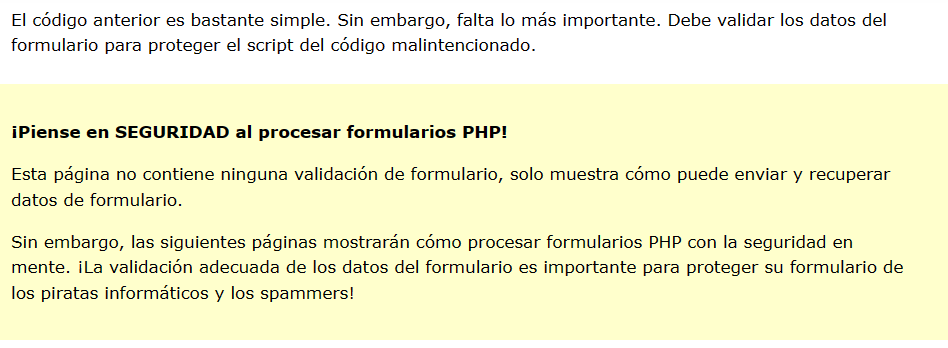 El código anterior es bastante simple. Sin embargo, falta lo más importante. Debe validar los datos del
formulario para proteger el script del código malintencionado.
¡Piense en SEGURIDAD al procesar formularios PHP!
Esta página no contiene ninguna validación de formulario, solo muestra cómo puede enviar y recuperar
datos de formulario.
Sin embargo, las siguientes páginas mostrarán cómo procesar formularios PHP con la seguridad en
mente. ¡La validación adecuada de los datos del formulario es importante para proteger su formulario de
los piratas informáticos y los spammers!